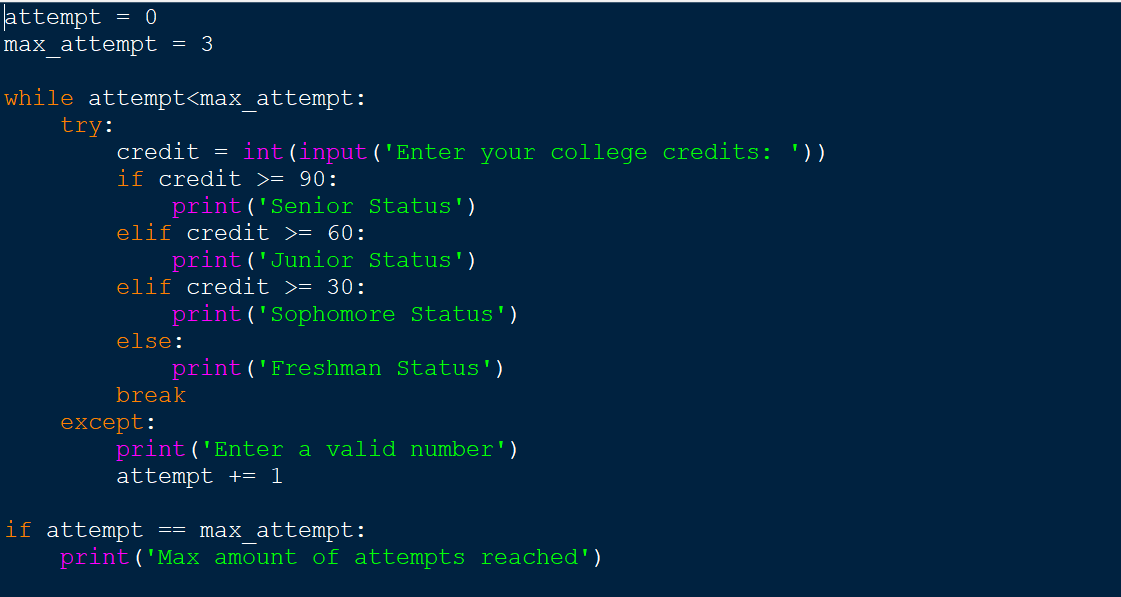 attempt = 0
max_attempt = 3
while attempt<max_attempt:
    try:
        credit = int(input('Enter your college credits: '))
        if credit >= 90:
            print('Senior Status')
        elif credit >= 60:
            print('Junior Status')
        elif credit >= 30:
            print('Sophomore Status')
        else:
            print('Freshman Status')
        break
    except:
        print('Enter a valid number')
        attempt += 1
if attempt == max_attempt:
    print('Max amount of attempts reached')